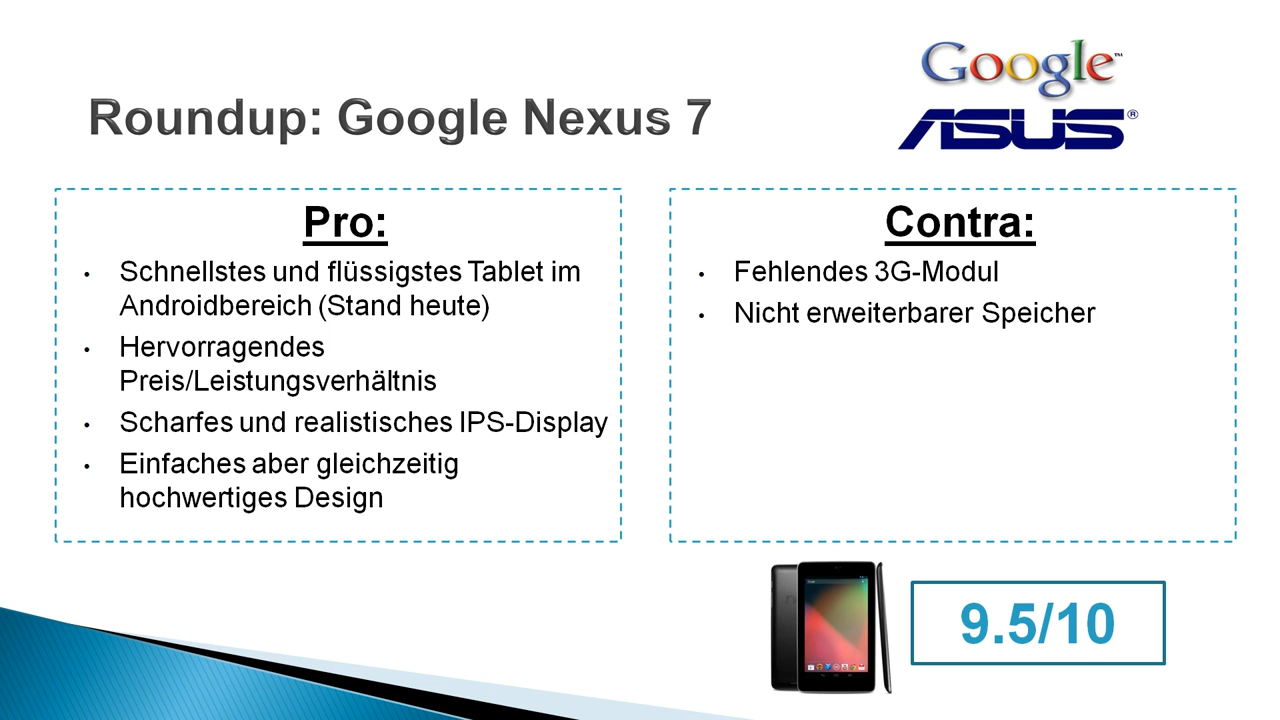 Google™
ASUS®
Roundup: Google Nexus 7
Pro:
• Schnellstes und flüssigstes Tablet im
Androidbereich (Stand heute)
• Hervorragendes
Preis/Leistungsverhältnis
• Scharfes und realistisches IPS-Display
• Einfaches aber gleichzeitig
hochwertiges Design
Contra:
• Fehlendes 3G-Modul
• Nicht erweiterbarer Speicher
9.5/10